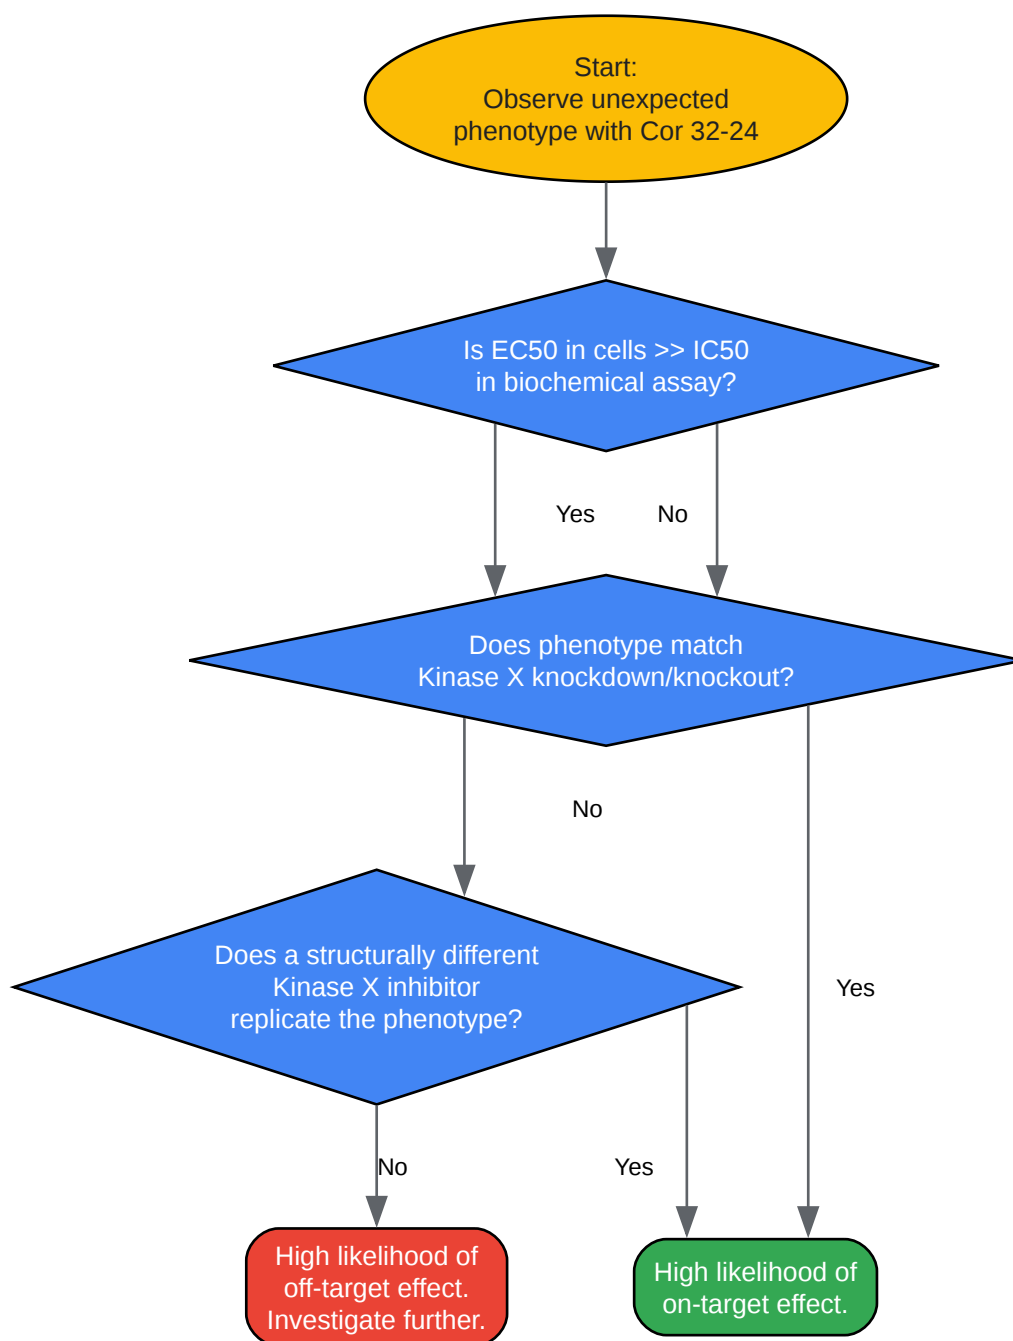 Start:
Observe unexpected
phenotype with Cor 32-24
Is EC50 in cells >> IC50
in biochemical assay?
Yes
No
Does phenotype match
Kinase X knockdown/knockout?
No
Does a structurally different
Kinase X inhibitor
replicate the phenotype?
Yes
No
Yes
High likelihood of
off-target effect.
Investigate further.
High likelihood of
on-target effect.